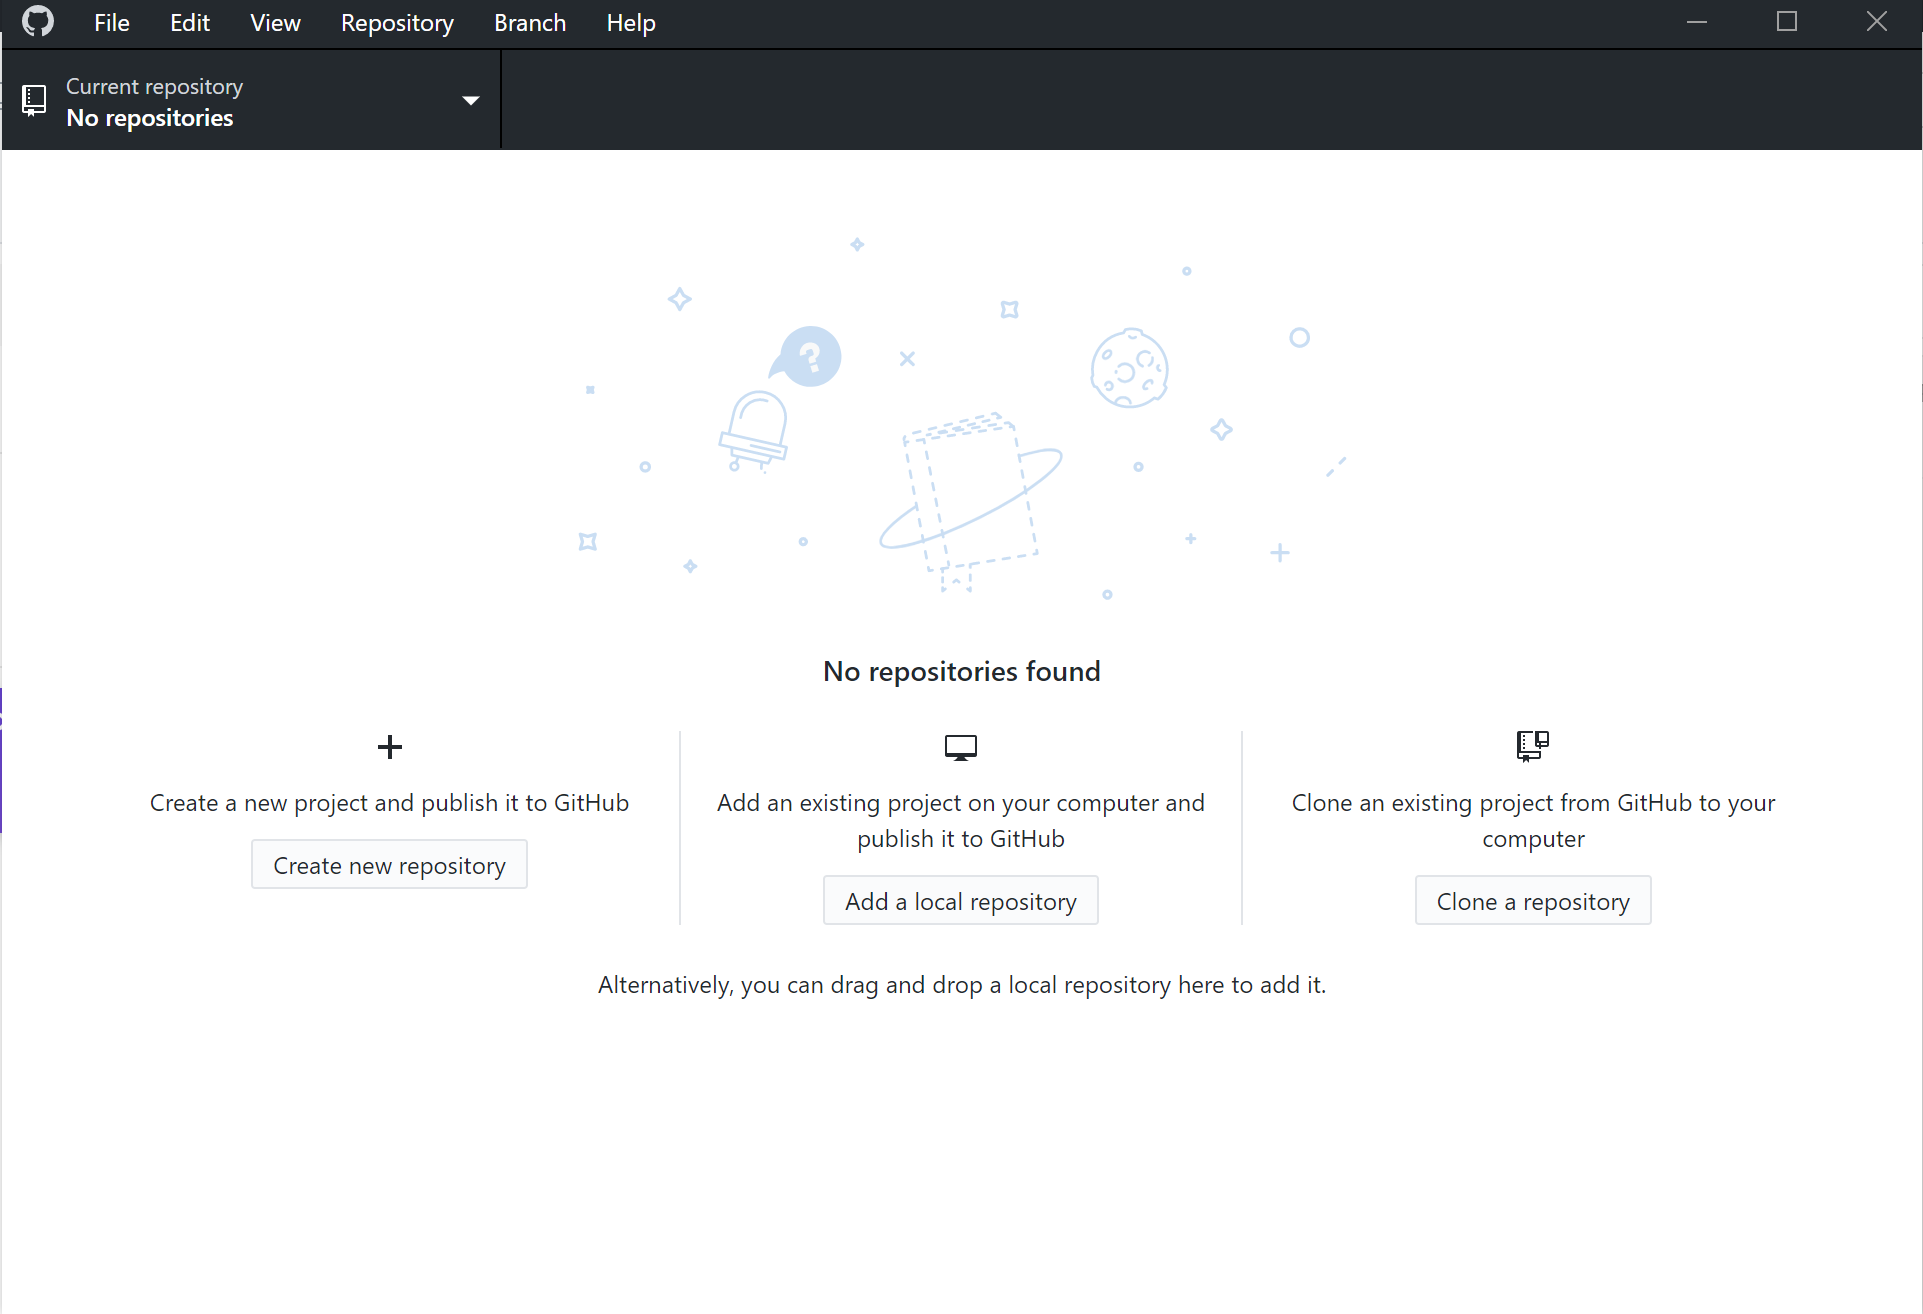 File Edit View Repository Branch Help
Current repository
No repositories
?
No repositories found
Create a new project and publish it to GitHub
Create new repository
Add an existing project on your computer and
publish it to GitHub
Add a local repository
Clone an existing project from GitHub to your
computer
Clone a repository
Alternatively, you can drag and drop a local repository here to add it.